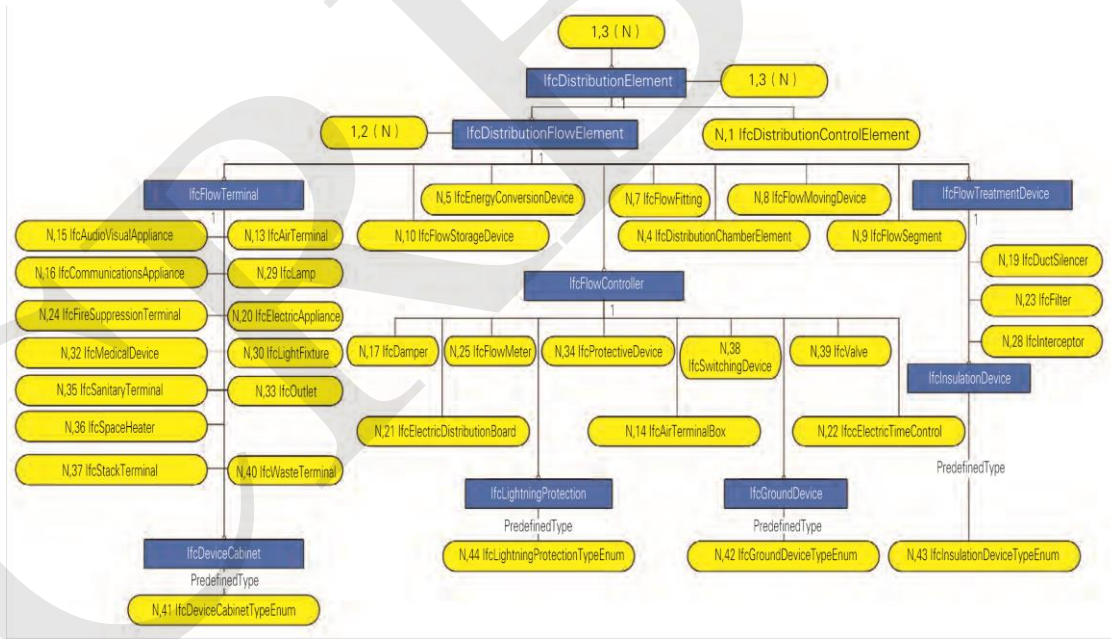 1,3 ( N )
IfcDistributionElement
1,3 ( N )
1
1,2 ( N )
IfcDistributionFlowElement
N,1 IfcDistributionControlElement
1
IfcFlowTerminal
N,5 IfcEnergyConversionDevice
N,7 IfcFlowFitting
N,8 IfcFlowMovingDevice
IfcFlowTreatmentDevice
1
1
N,15 IfcAudioVisualAppliance
N,13 IfcAirTerminal
N,10 IfcFlowStorageDevice
N,4 IfcDistributionChamberElement
N,9 IfcFlowSegment
N,16 IfcCommunicationsAppliance
N,29 IfcLamp
IfcFlowController
N,19 IfcDuctSilencer
1
N,23 IfcFilter
N,24 IfcFireSuppressionTerminal
N,20 IfcElectricAppliance
N,28 IfcInterceptor
N,32 IfcMedicalDevice
N,30 IfcLightFixture
N,17 IfcDamper
N,25 IfcFlowMeter
N,34 IfcProtectiveDevice
N,38
IfcSwitchingDevice
N,39 IfcValve
IfcInsulationDevice
N,35 IfcSanitaryTerminal
N,33 IfcOutlet
N,36 IfcSpaceHeater
N,21 IfcElectricDistributionBoard
N,14 IfcAirTerminalBox
N,22 IfccElectricTimeControl
N,37 IfcStackTerminal
N,40 IfcWasteTerminal
PredefinedType
IfcLightningProtection
IfcGroundDevice
PredefinedType
PredefinedType
IfcDeviceCabinet
N,44 IfcLightningProtectionTypeEnum
N,42 IfcGroundDeviceTypeEnum
N,43 IfcInsulationDeviceTypeEnum
PredefinedType
N,41 IfcDeviceCabinetTypeEnum